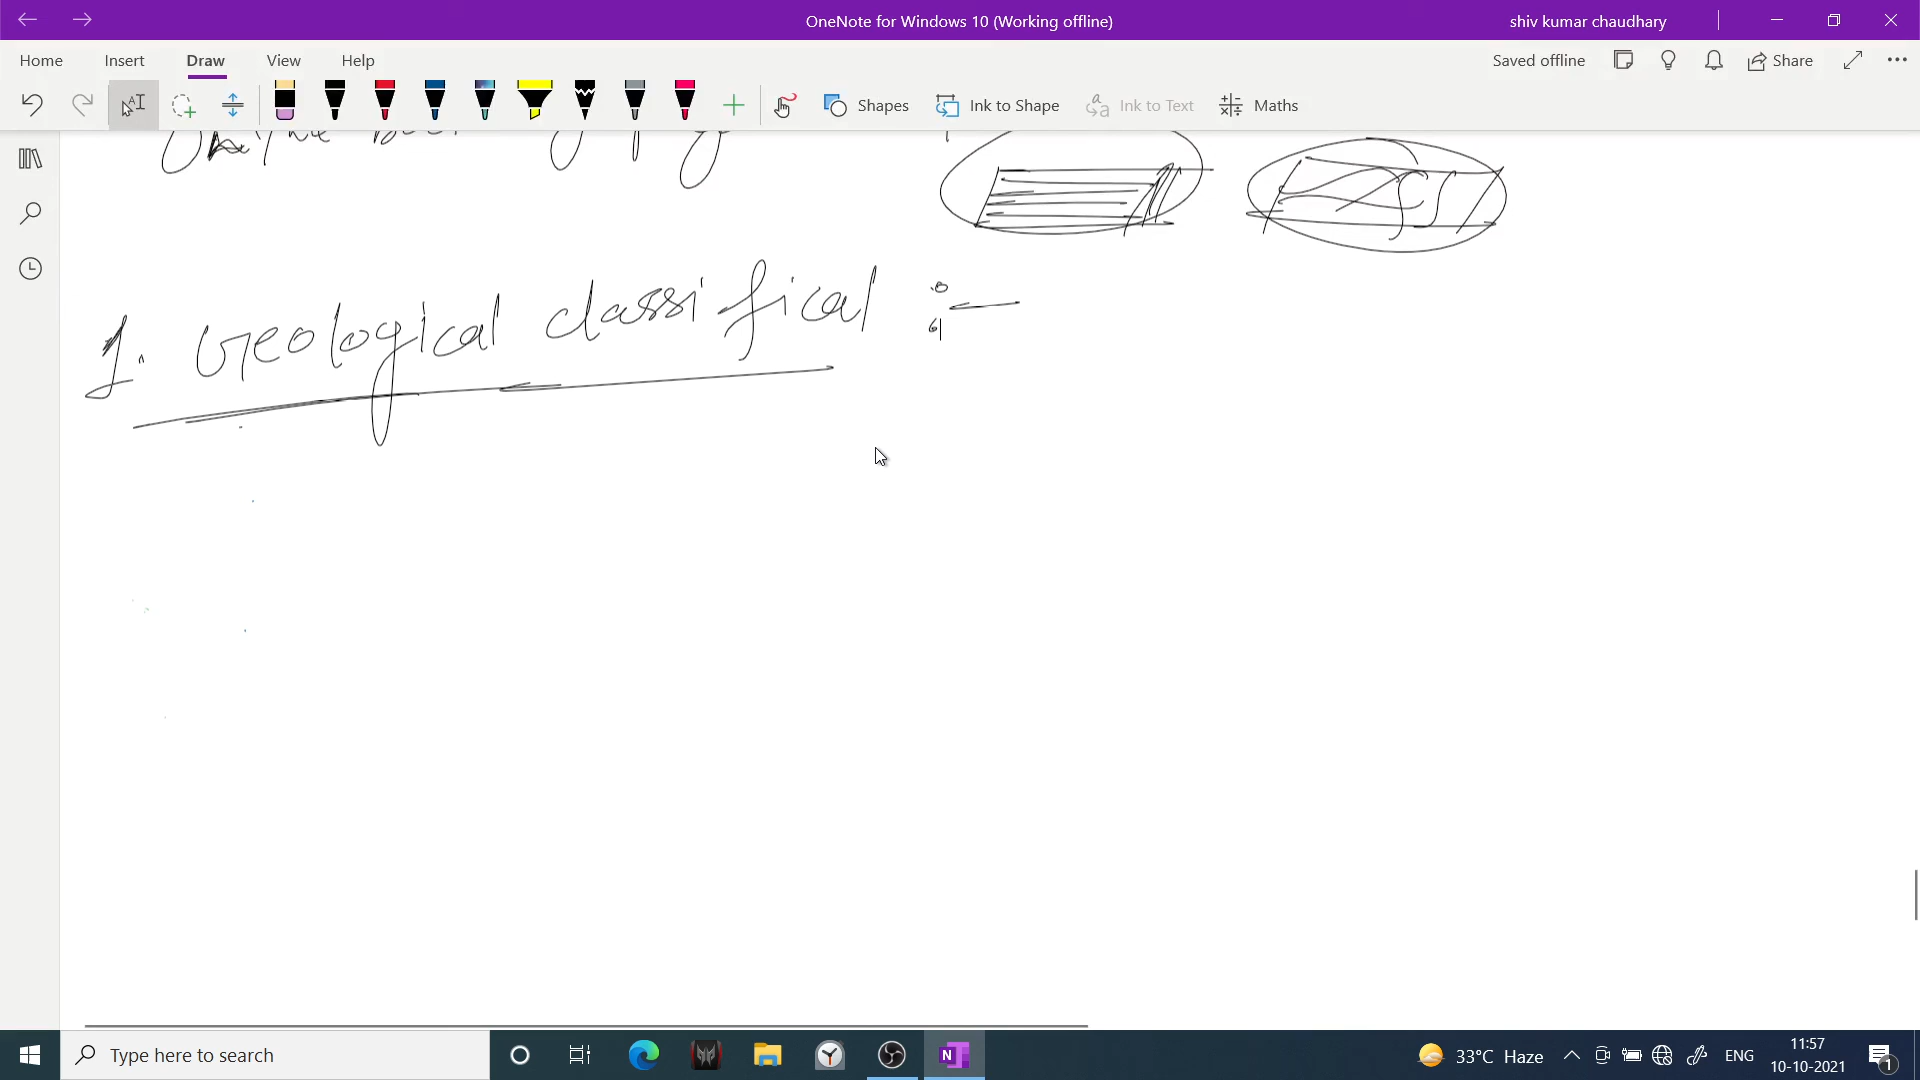 OneNote for Windows 10 (Working offline)
shiv kumar chaudhary
Home Insert Draw View Help
Saved offline
Share
Shapes
Ink to Shape
Ink to Text
Maths
1. Geological classifical :-
Type here to search
33°C Haze
ENG
11:57
10-10-2021
1